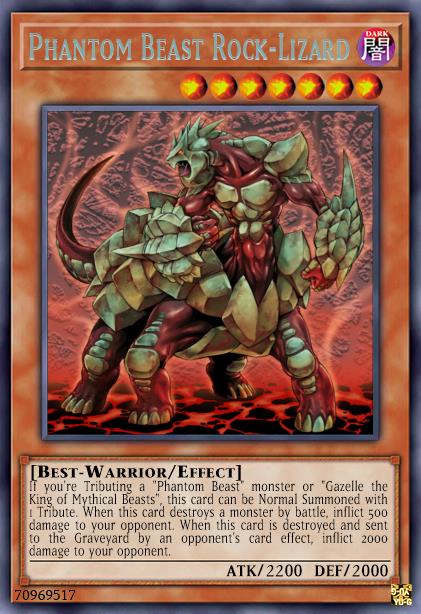 PHANTOM BEAST ROCK-LIZARD
DARK
闇
[BEST-WARRIOR/EFFECT]
If you're Tributing a "Phantom Beast" monster or "Gazelle the
King of Mythical Beasts", this card can be Normal Summoned with
1 Tribute. When this card destroys a monster by battle, inflict 500
damage to your opponent. When this card is destroyed and sent
to the Graveyard by an opponent's card effect, inflict 2000
damage to your opponent.
ATK/2200 DEF/2000
70969517